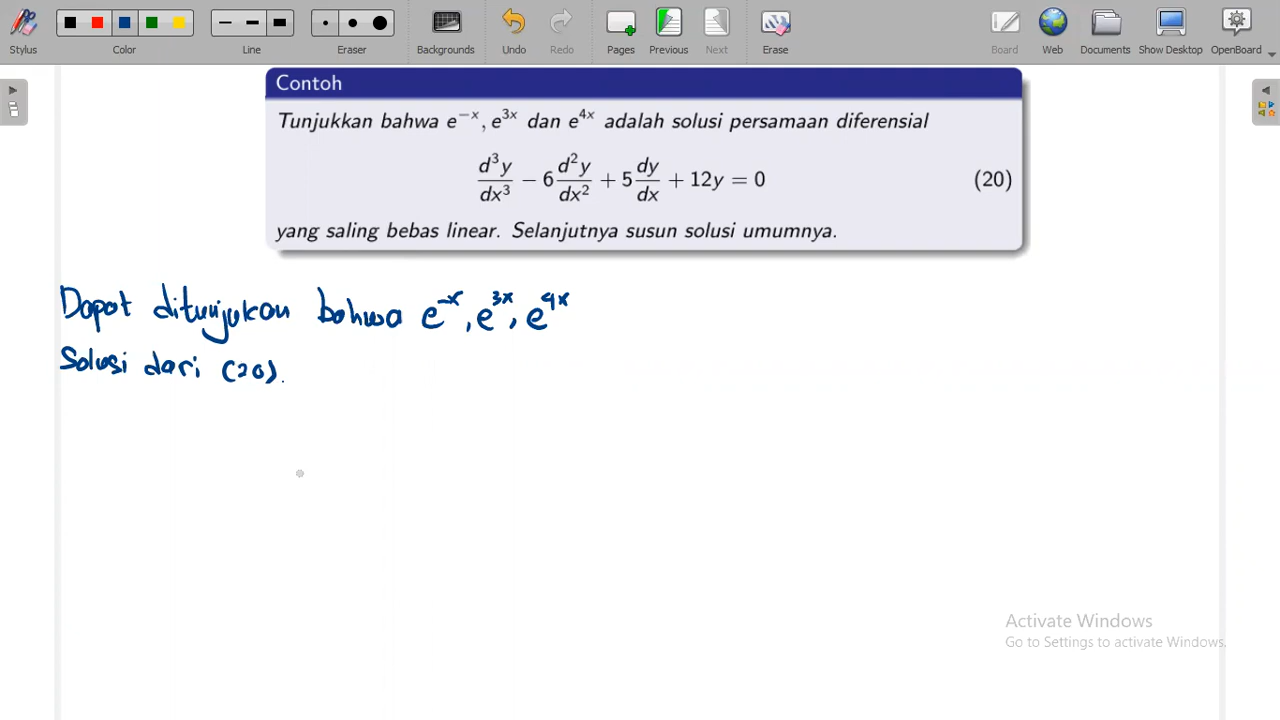 Stylus Color Line Eraser Backgrounds Undo Redo Pages Previous Next Erase Board Web Documents Show Desktop OpenBoard
Contoh
Tunjukkan bahwa e^{-x}, e^{3x} dan e^{4x} adalah solusi persamaan diferensial
d³y/dx³ − 6 d²y/dx² + 5 dy/dx + 12y = 0 (20)
yang saling bebas linear. Selanjutnya susun solusi umumnya.
Dapat ditunjukan bahwa e^{-x}, e^{3x}, e^{4x}
Solusi dari (20).
Activate Windows
Go to Settings to activate Windows.